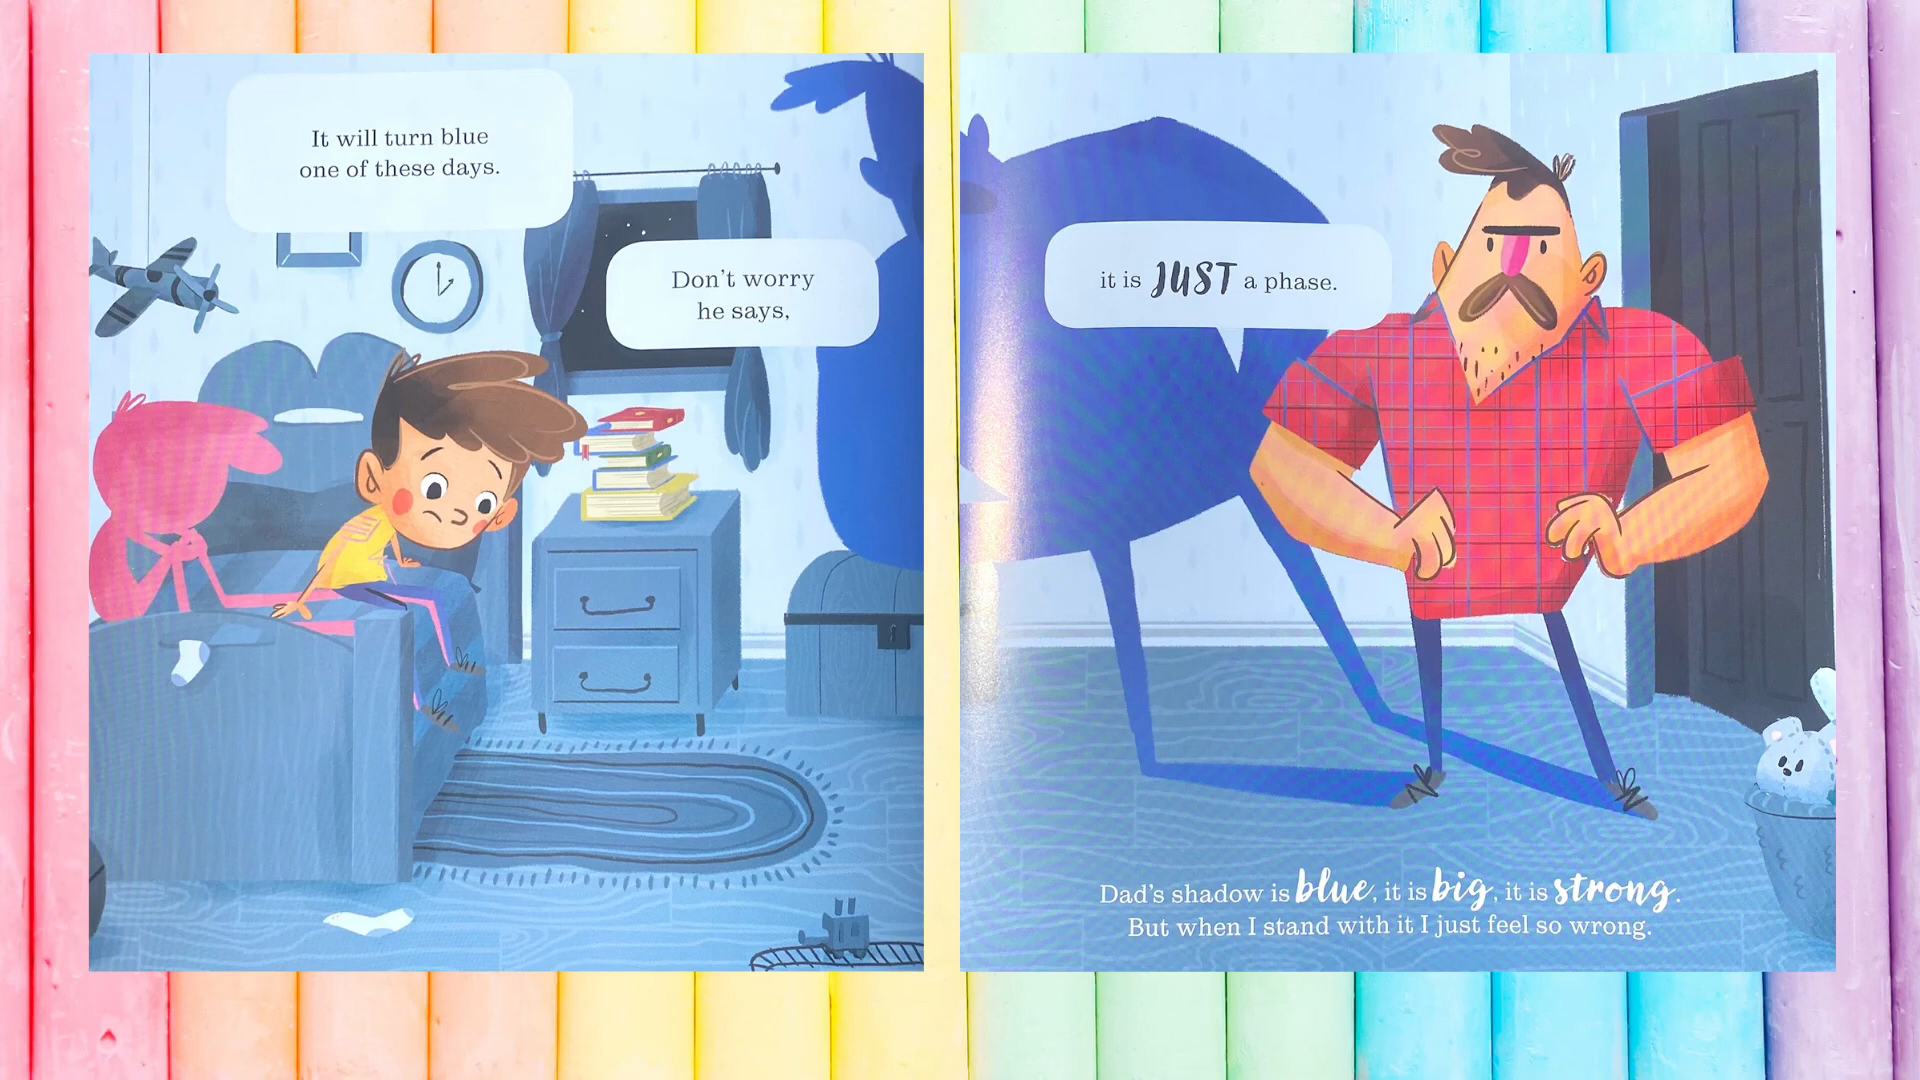 It will turn blue
one of these days.
Don't worry
he says,
it is JUST a phase.
Dad's shadow is blue, it is big, it is strong.
But when I stand with it I just feel so wrong.